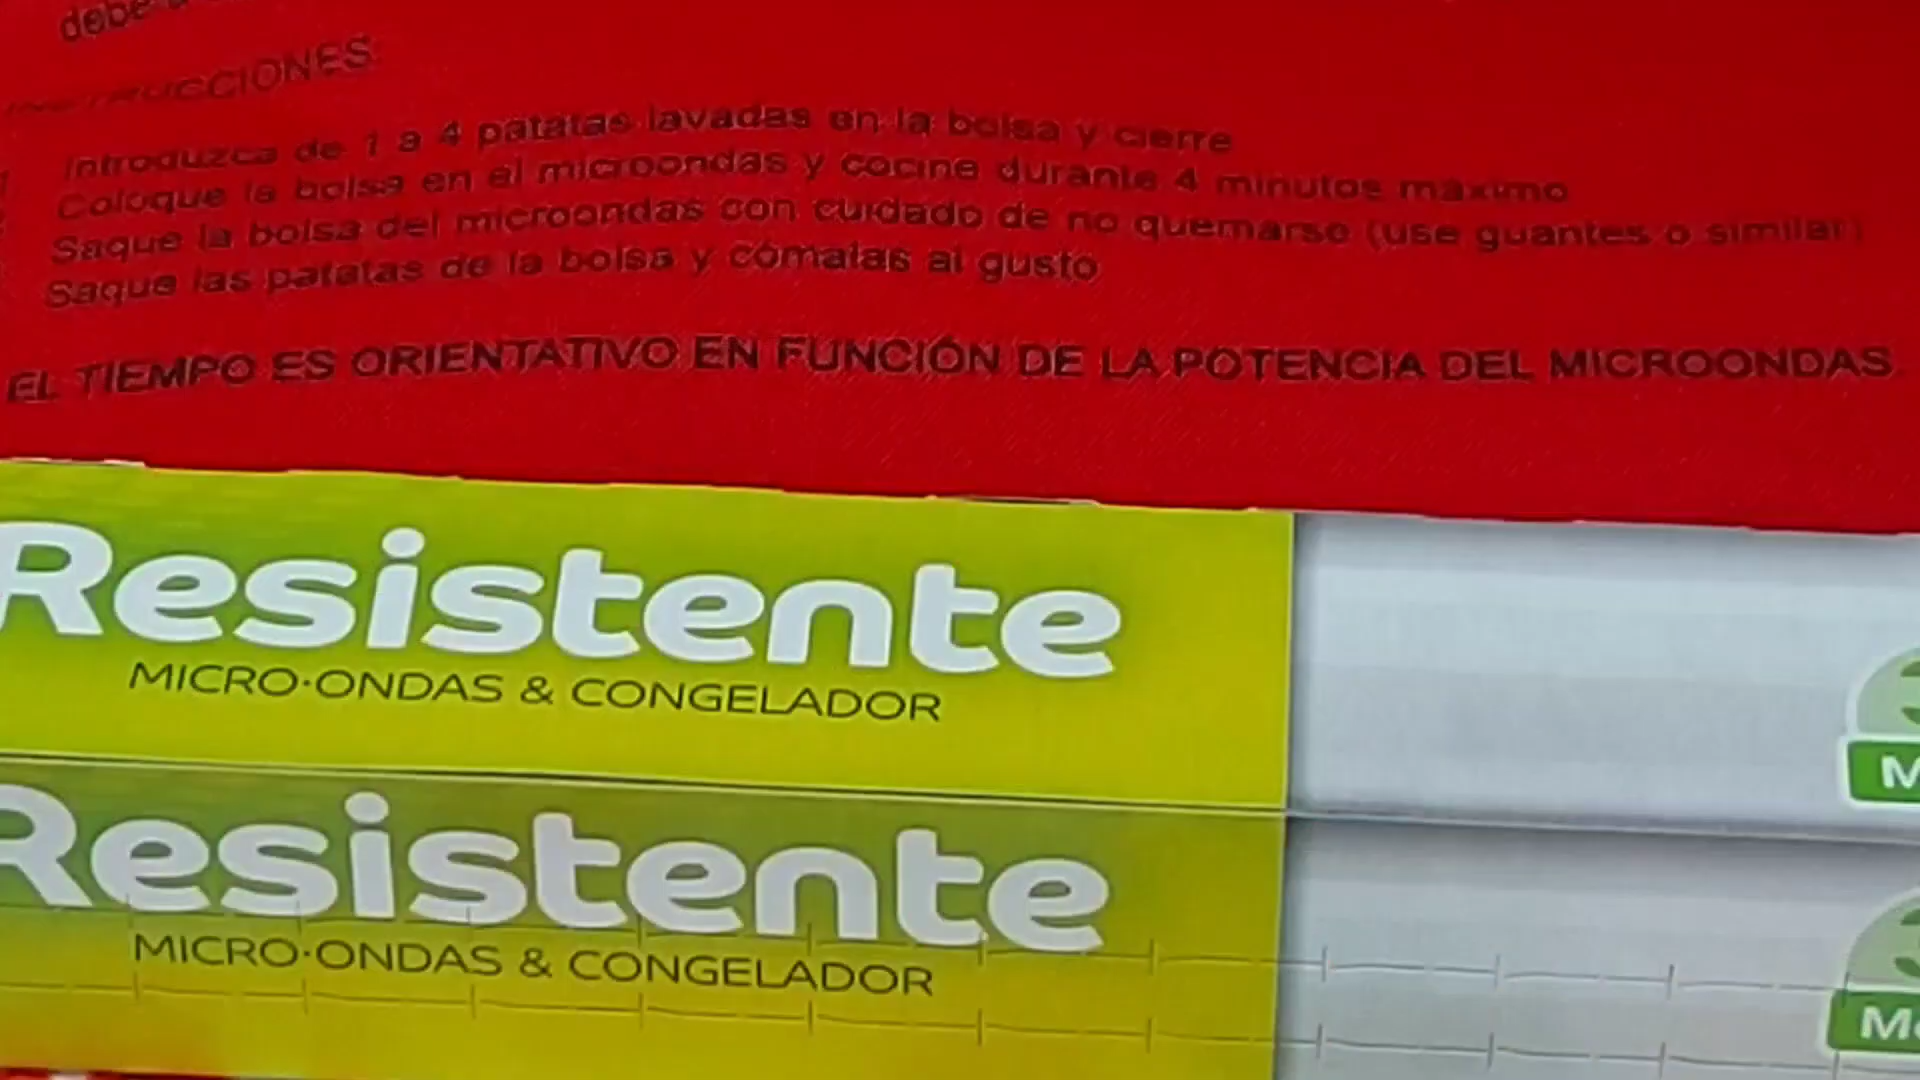 debe
INSTRUCCIONES:
Introduzca de 1 a 4 patatas lavadas en la bolsa y cierre
Coloque la bolsa en el microondas y cocine durante 4 minutos máximo
Saque la bolsa del microondas con cuidado de no quemarse (use guantes o similar)
Saque las patatas de la bolsa y cómalas al gusto
EL TIEMPO ES ORIENTATIVO EN FUNCIÓN DE LA POTENCIA DEL MICROONDAS
Resistente
MICRO·ONDAS & CONGELADOR
Resistente
MICRO·ONDAS & CONGELADOR